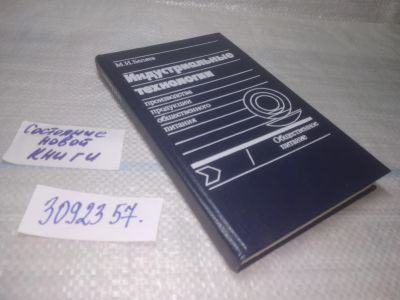 М.И. Беляев
Индустриальные
технологии
производства
продукции
общественного
питания
Общественное
питание
Состояние
новой
книги
3092357.